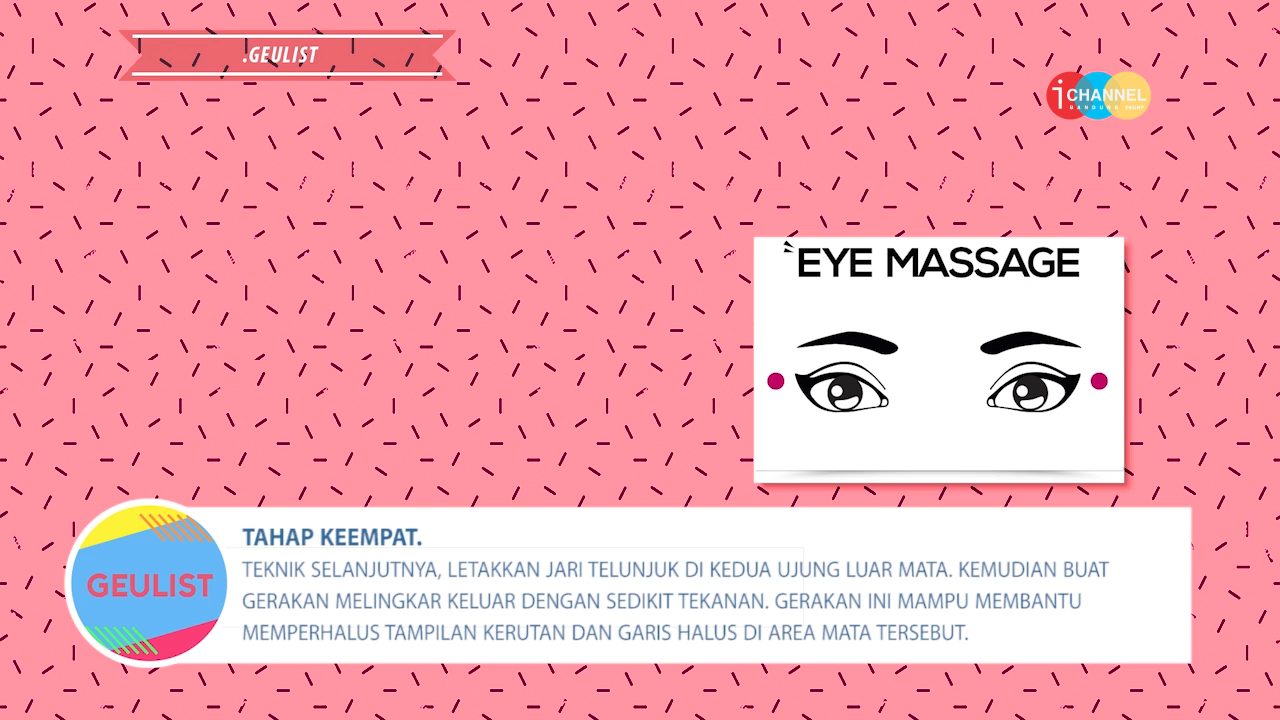 .GEULIST
iCHANNEL
BANDUNG
EYE MASSAGE
GEULIST
TAHAP KEEMPAT.
TEKNIK SELANJUTNYA, LETAKKAN JARI TELUNJUK DI KEDUA UJUNG LUAR MATA. KEMUDIAN BUAT
GERAKAN MELINGKAR KELUAR DENGAN SEDIKIT TEKANAN. GERAKAN INI MAMPU MEMBANTU
MEMPERHALUS TAMPILAN KERUTAN DAN GARIS HALUS DI AREA MATA TERSEBUT.